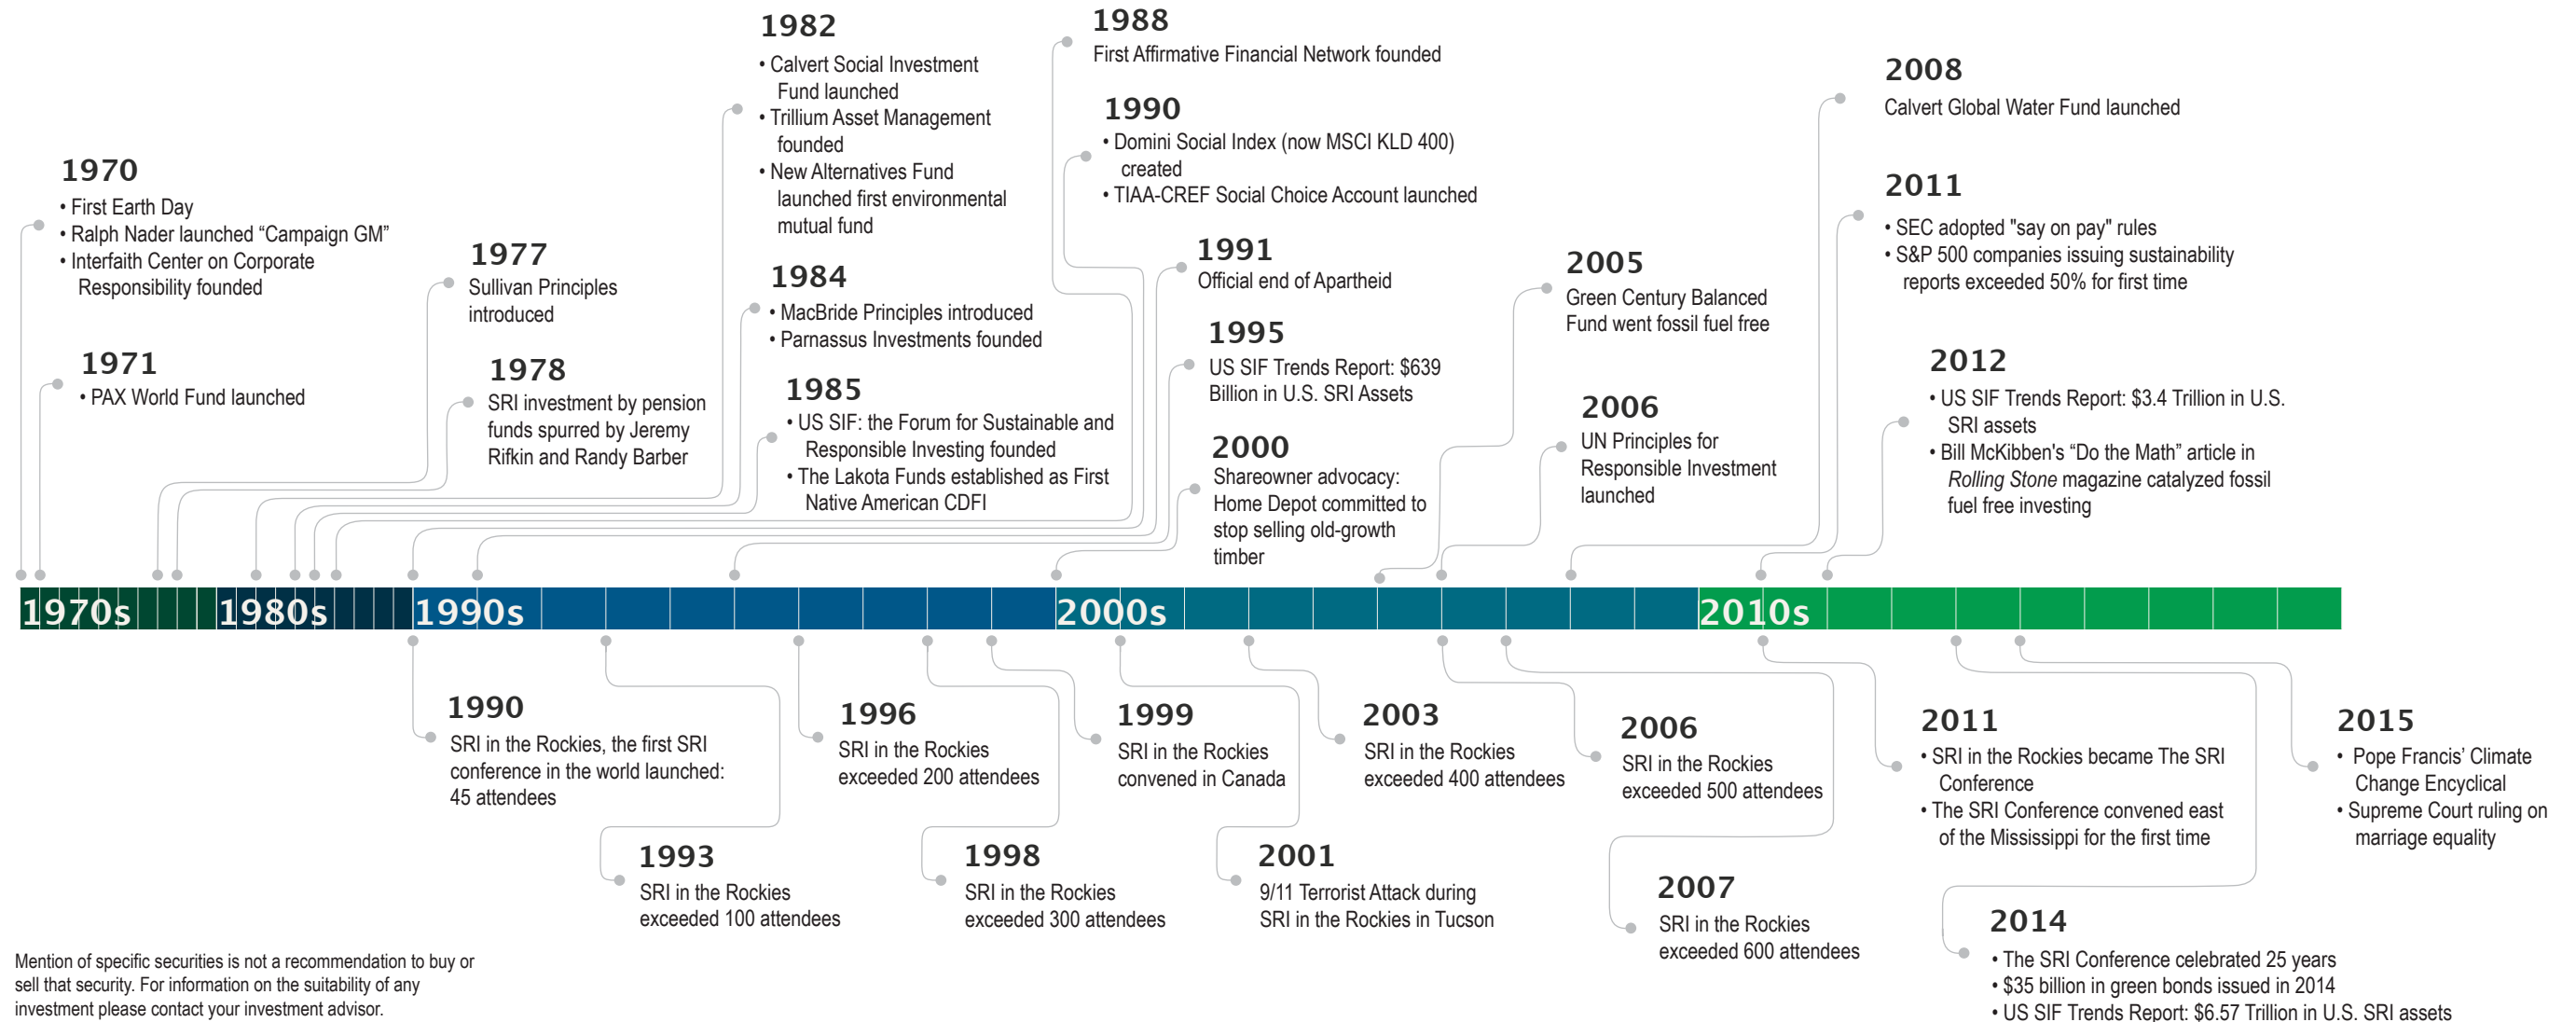 1970
• First Earth Day
• Ralph Nader launched “Campaign GM”
• Interfaith Center on Corporate
Responsibility founded
1971
• PAX World Fund launched
1977
Sullivan Principles
introduced
1978
SRI investment by pension
funds spurred by Jeremy
Rifkin and Randy Barber
1982
• Calvert Social Investment
Fund launched
• Trillium Asset Management
founded
• New Alternatives Fund
launched first environmental
mutual fund
1984
• MacBride Principles introduced
• Parnassus Investments founded
1985
• US SIF: the Forum for Sustainable and
Responsible Investing founded
• The Lakota Funds established as First
Native American CDFI
1988
First Affirmative Financial Network founded
1990
• Domini Social Index (now MSCI KLD 400)
created
• TIAA-CREF Social Choice Account launched
1991
Official end of Apartheid
1995
US SIF Trends Report: $639
Billion in U.S. SRI Assets
2000
Shareowner advocacy:
Home Depot committed to
stop selling old-growth
timber
2005
Green Century Balanced
Fund went fossil fuel free
2006
UN Principles for
Responsible Investment
launched
2008
Calvert Global Water Fund launched
2011
• SEC adopted "say on pay" rules
• S&P 500 companies issuing sustainability
reports exceeded 50% for first time
2012
• US SIF Trends Report: $3.4 Trillion in U.S.
SRI assets
• Bill McKibben's “Do the Math” article in
Rolling Stone magazine catalyzed fossil
fuel free investing
1970s 1980s 1990s 2000s 2010s
1990
SRI in the Rockies, the first SRI
conference in the world launched:
45 attendees
1993
SRI in the Rockies
exceeded 100 attendees
1996
SRI in the Rockies
exceeded 200 attendees
1998
SRI in the Rockies
exceeded 300 attendees
1999
SRI in the Rockies
convened in Canada
2001
9/11 Terrorist Attack during
SRI in the Rockies in Tucson
2003
SRI in the Rockies
exceeded 400 attendees
2006
SRI in the Rockies
exceeded 500 attendees
2007
SRI in the Rockies
exceeded 600 attendees
2011
• SRI in the Rockies became The SRI
Conference
• The SRI Conference convened east
of the Mississippi for the first time
2014
• The SRI Conference celebrated 25 years
• $35 billion in green bonds issued in 2014
• US SIF Trends Report: $6.57 Trillion in U.S. SRI assets
2015
• Pope Francis’ Climate
Change Encyclical
• Supreme Court ruling on
marriage equality
Mention of specific securities is not a recommendation to buy or
sell that security. For information on the suitability of any
investment please contact your investment advisor.